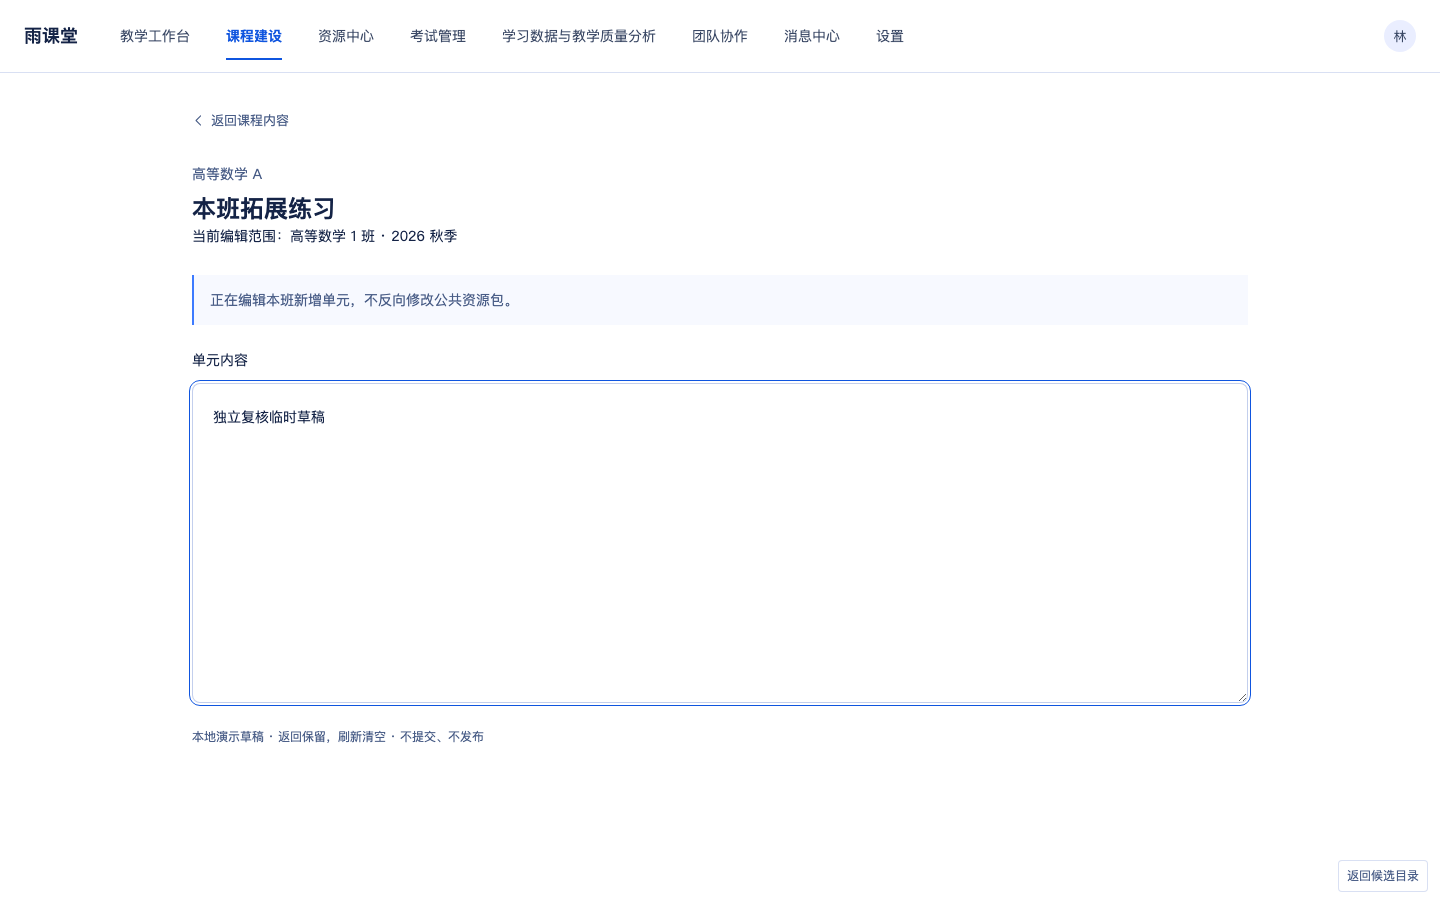 雨课堂 教学工作台 课程建设 资源中心 考试管理 学习数据与教学质量分析 团队协作 消息中心 设置 林
返回课程内容
高等数学 A
本班拓展练习
当前编辑范围：高等数学 1 班 · 2026 秋季
正在编辑本班新增单元，不反向修改公共资源包。
单元内容
独立复核临时草稿
本地演示草稿 · 返回保留，刷新清空 · 不提交、不发布
返回候选目录